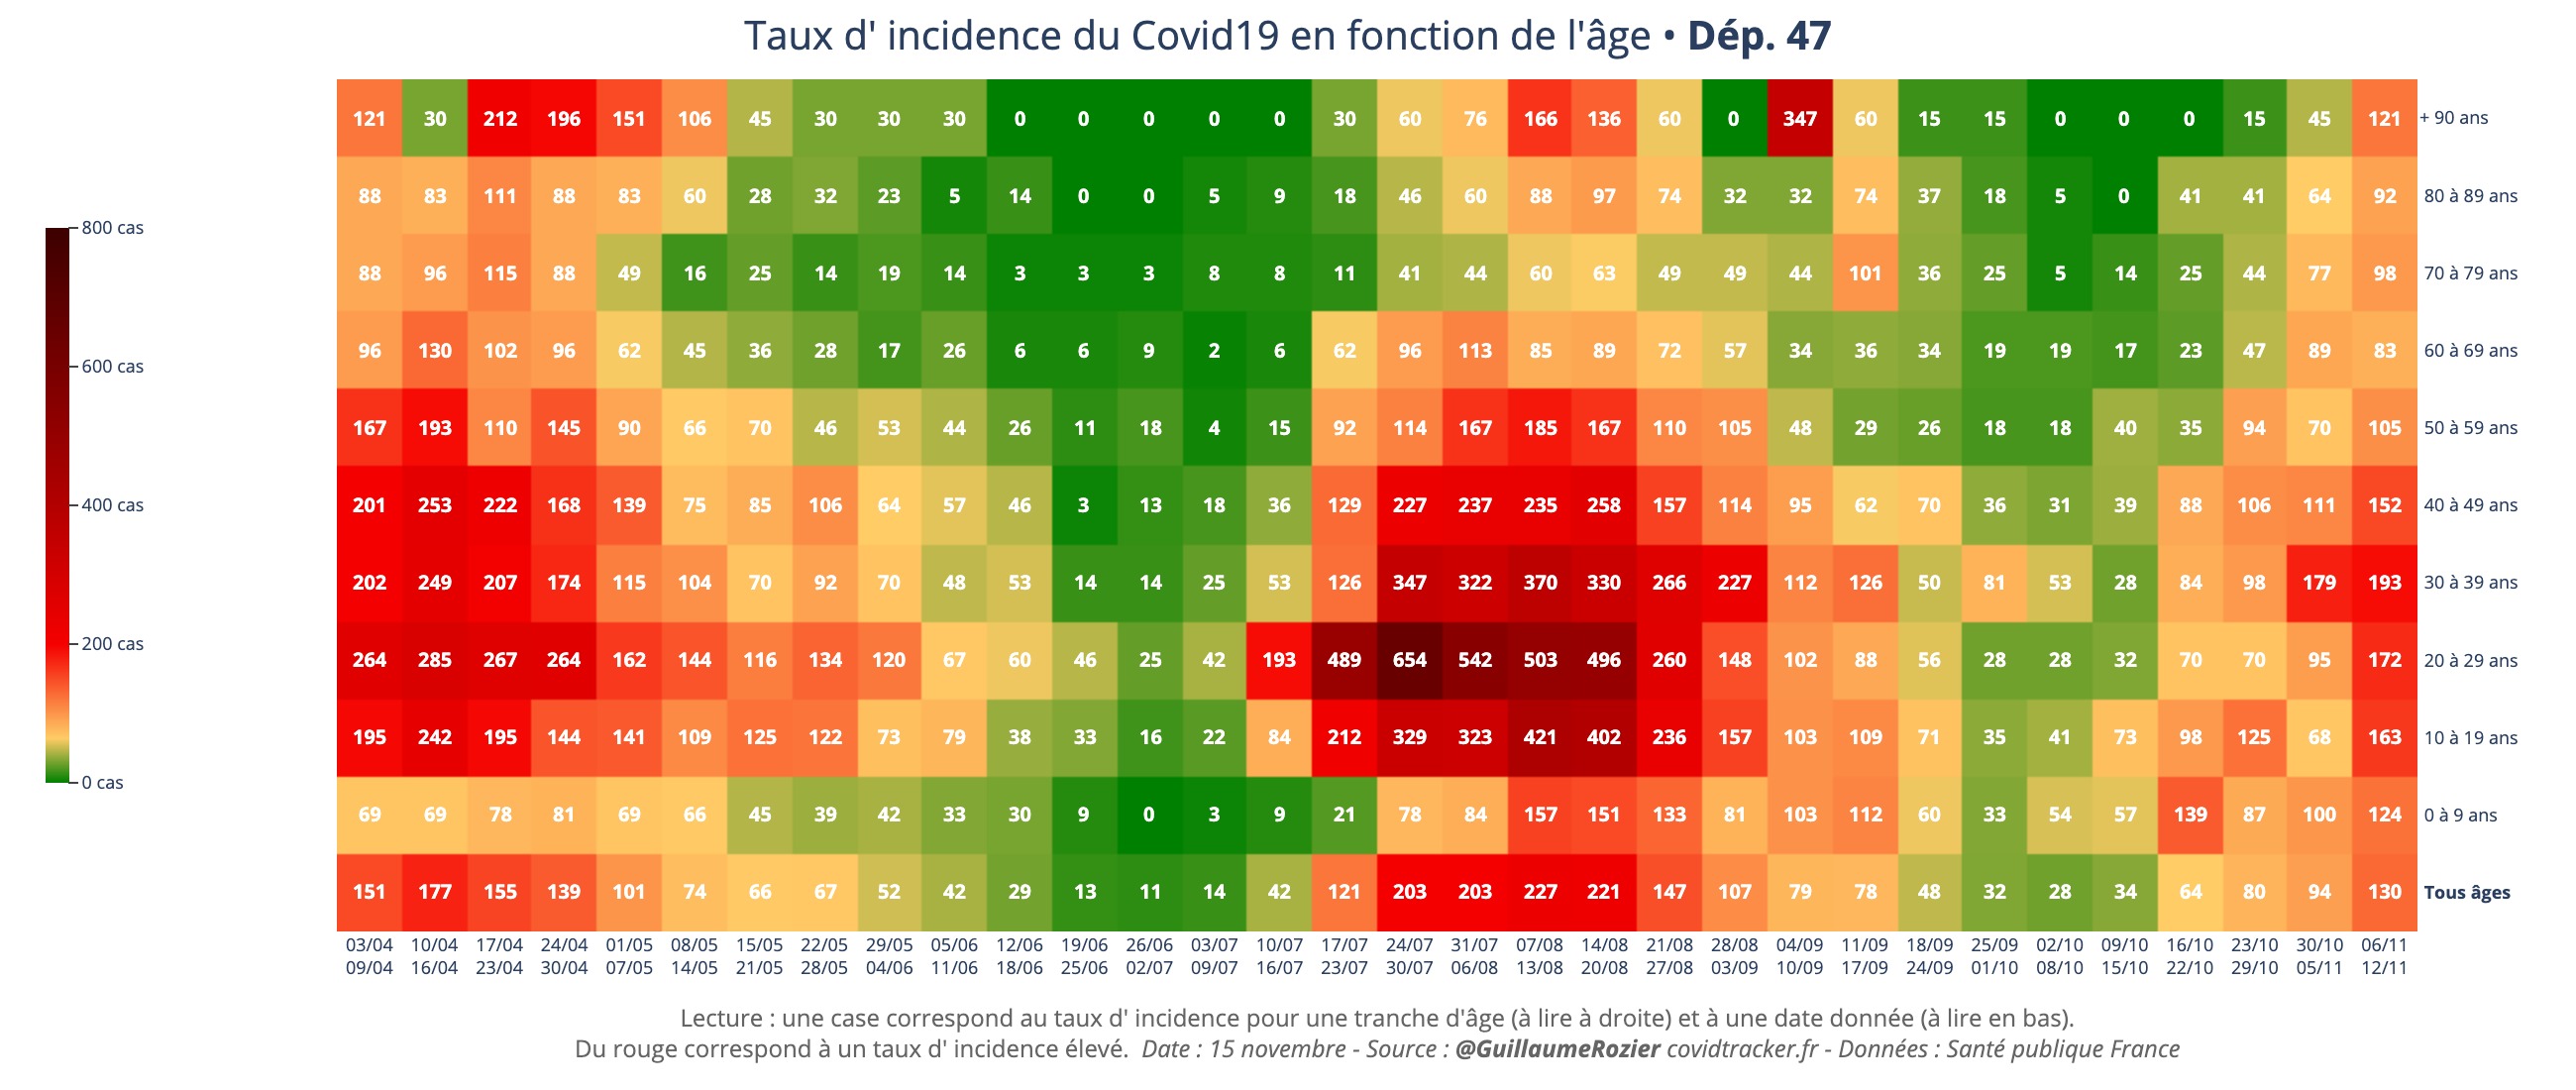 Taux d' incidence du Covid19 en fonction de l'âge • Dép. 47
800 cas
600 cas
400 cas
200 cas
0 cas
121 30 212 196 151 106 45 30 30 30 0 0 0 0 0 30 60 76 166 136 60 0 347 60 15 15 0 0 0 15 45 121 + 90 ans
88 83 111 88 83 60 28 32 23 5 14 0 0 5 9 18 46 60 88 97 74 32 32 74 37 18 5 0 41 41 64 92 80 à 89 ans
88 96 115 88 49 16 25 14 19 14 3 3 3 8 8 11 41 44 60 63 49 49 44 101 36 25 5 14 25 44 77 98 70 à 79 ans
96 130 102 96 62 45 36 28 17 26 6 6 9 2 6 62 96 113 85 89 72 57 34 36 34 19 19 17 23 47 89 83 60 à 69 ans
167 193 110 145 90 66 70 46 53 44 26 11 18 4 15 92 114 167 185 167 110 105 48 29 26 18 18 40 35 94 70 105 50 à 59 ans
201 253 222 168 139 75 85 106 64 57 46 3 13 18 36 129 227 237 235 258 157 114 95 62 70 36 31 39 88 106 111 152 40 à 49 ans
202 249 207 174 115 104 70 92 70 48 53 14 14 25 53 126 347 322 370 330 266 227 112 126 50 81 53 28 84 98 179 193 30 à 39 ans
264 285 267 264 162 144 116 134 120 67 60 46 25 42 193 489 654 542 503 496 260 148 102 88 56 28 28 32 70 70 95 172 20 à 29 ans
195 242 195 144 141 109 125 122 73 79 38 33 16 22 84 212 329 323 421 402 236 157 103 109 71 35 41 73 98 125 68 163 10 à 19 ans
69 69 78 81 69 66 45 39 42 33 30 9 0 3 9 21 78 84 157 151 133 81 103 112 60 33 54 57 139 87 100 124 0 à 9 ans
151 177 155 139 101 74 66 67 52 42 29 13 11 14 42 121 203 203 227 221 147 107 79 78 48 32 28 34 64 80 94 130 Tous âges
03/04 10/04 17/04 24/04 01/05 08/05 15/05 22/05 29/05 05/06 12/06 19/06 26/06 03/07 10/07 17/07 24/07 31/07 07/08 14/08 21/08 28/08 04/09 11/09 18/09 25/09 02/10 09/10 16/10 23/10 30/10 06/11
09/04 16/04 23/04 30/04 07/05 14/05 21/05 28/05 04/06 11/06 18/06 25/06 02/07 09/07 16/07 23/07 30/07 06/08 13/08 20/08 27/08 03/09 10/09 17/09 24/09 01/10 08/10 15/10 22/10 29/10 05/11 12/11
Lecture : une case correspond au taux d' incidence pour une tranche d'âge (à lire à droite) et à une date donnée (à lire en bas).
Du rouge correspond à un taux d' incidence élevé. Date : 15 novembre - Source : @GuillaumeRozier covidtracker.fr - Données : Santé publique France